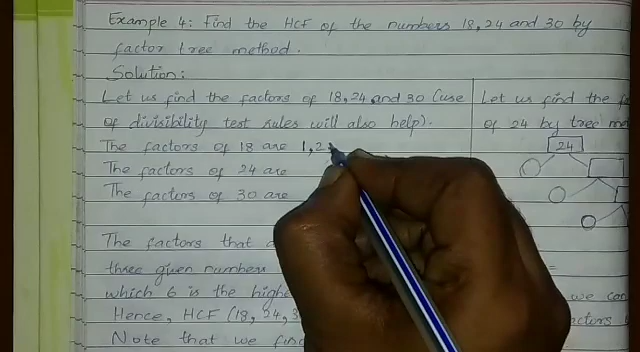 Example 4: Find the HCF of the numbers 18, 24 and 30 by
factor tree method.
Solution:
Let us find the factors of 18, 24 and 30 (use
of divisibility test rules will also help).
The factors of 18 are 1, 2,
The factors of 24 are
The factors of 30 are
The factors that
three given numbers
which 6 is the highe
Hence, HCF (18, 24, 3
Note that we find
Let us find the f
of 24 by tree me
24
=
we can
actors